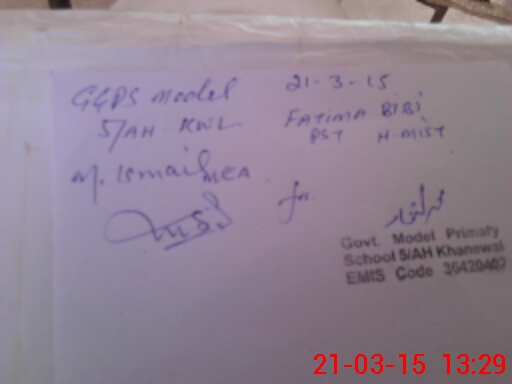 GGPS Model 21-3-15
5/AH KWL FATIMA BIBI
PST H-MIST
M. Ismail MEA
Govt. Model Primary
School 5/AH Khanewal
EMIS Code 36420407
21-03-15 13:29